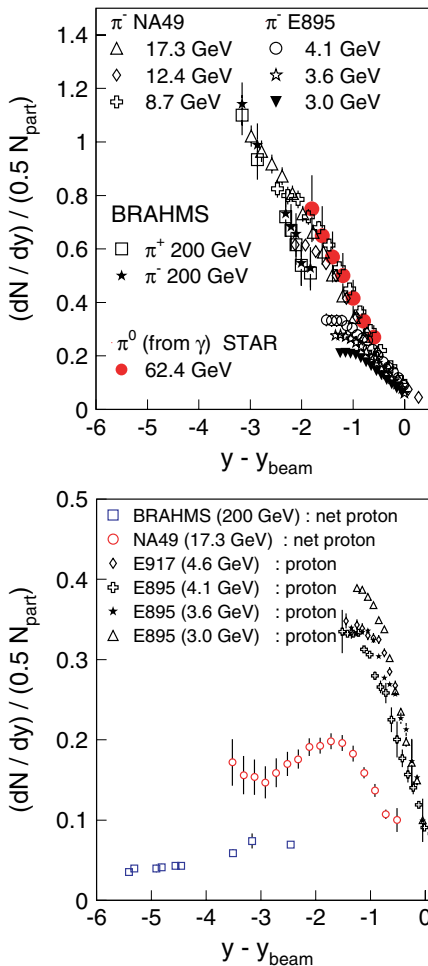 π⁻ NA49 π⁻ E895
17.3 GeV 4.1 GeV
12.4 GeV 3.6 GeV
8.7 GeV 3.0 GeV
BRAHMS
π⁺ 200 GeV
π⁻ 200 GeV
π⁰ (from γ) STAR
62.4 GeV
(dN / dy) / (0.5 N_part)
1.4
1.2
1
0.8
0.6
0.4
0.2
0
-6 -5 -4 -3 -2 -1 0
y - y_beam
BRAHMS (200 GeV) : net proton
NA49 (17.3 GeV) : net proton
E917 (4.6 GeV) : proton
E895 (4.1 GeV) : proton
E895 (3.6 GeV) : proton
E895 (3.0 GeV) : proton
(dN / dy) / (0.5 N_part)
0.5
0.4
0.3
0.2
0.1
0
-6 -5 -4 -3 -2 -1 0
y - y_beam